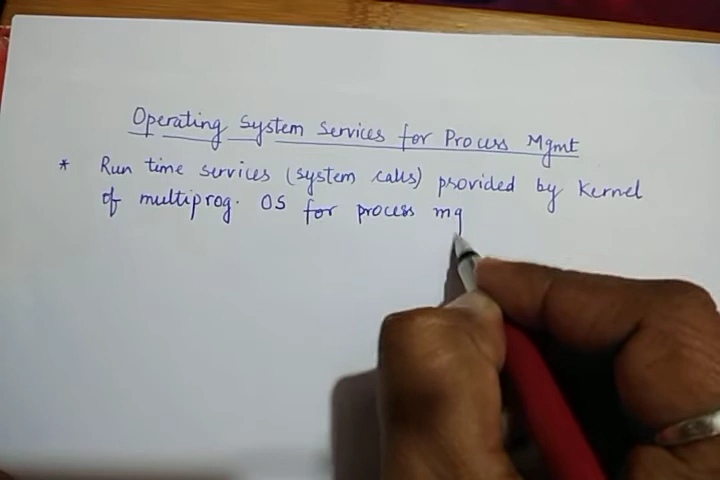 Operating System Services for Process Mgmt
* Run time services (system calls) provided by Kernel
of multiprog. OS for process mg